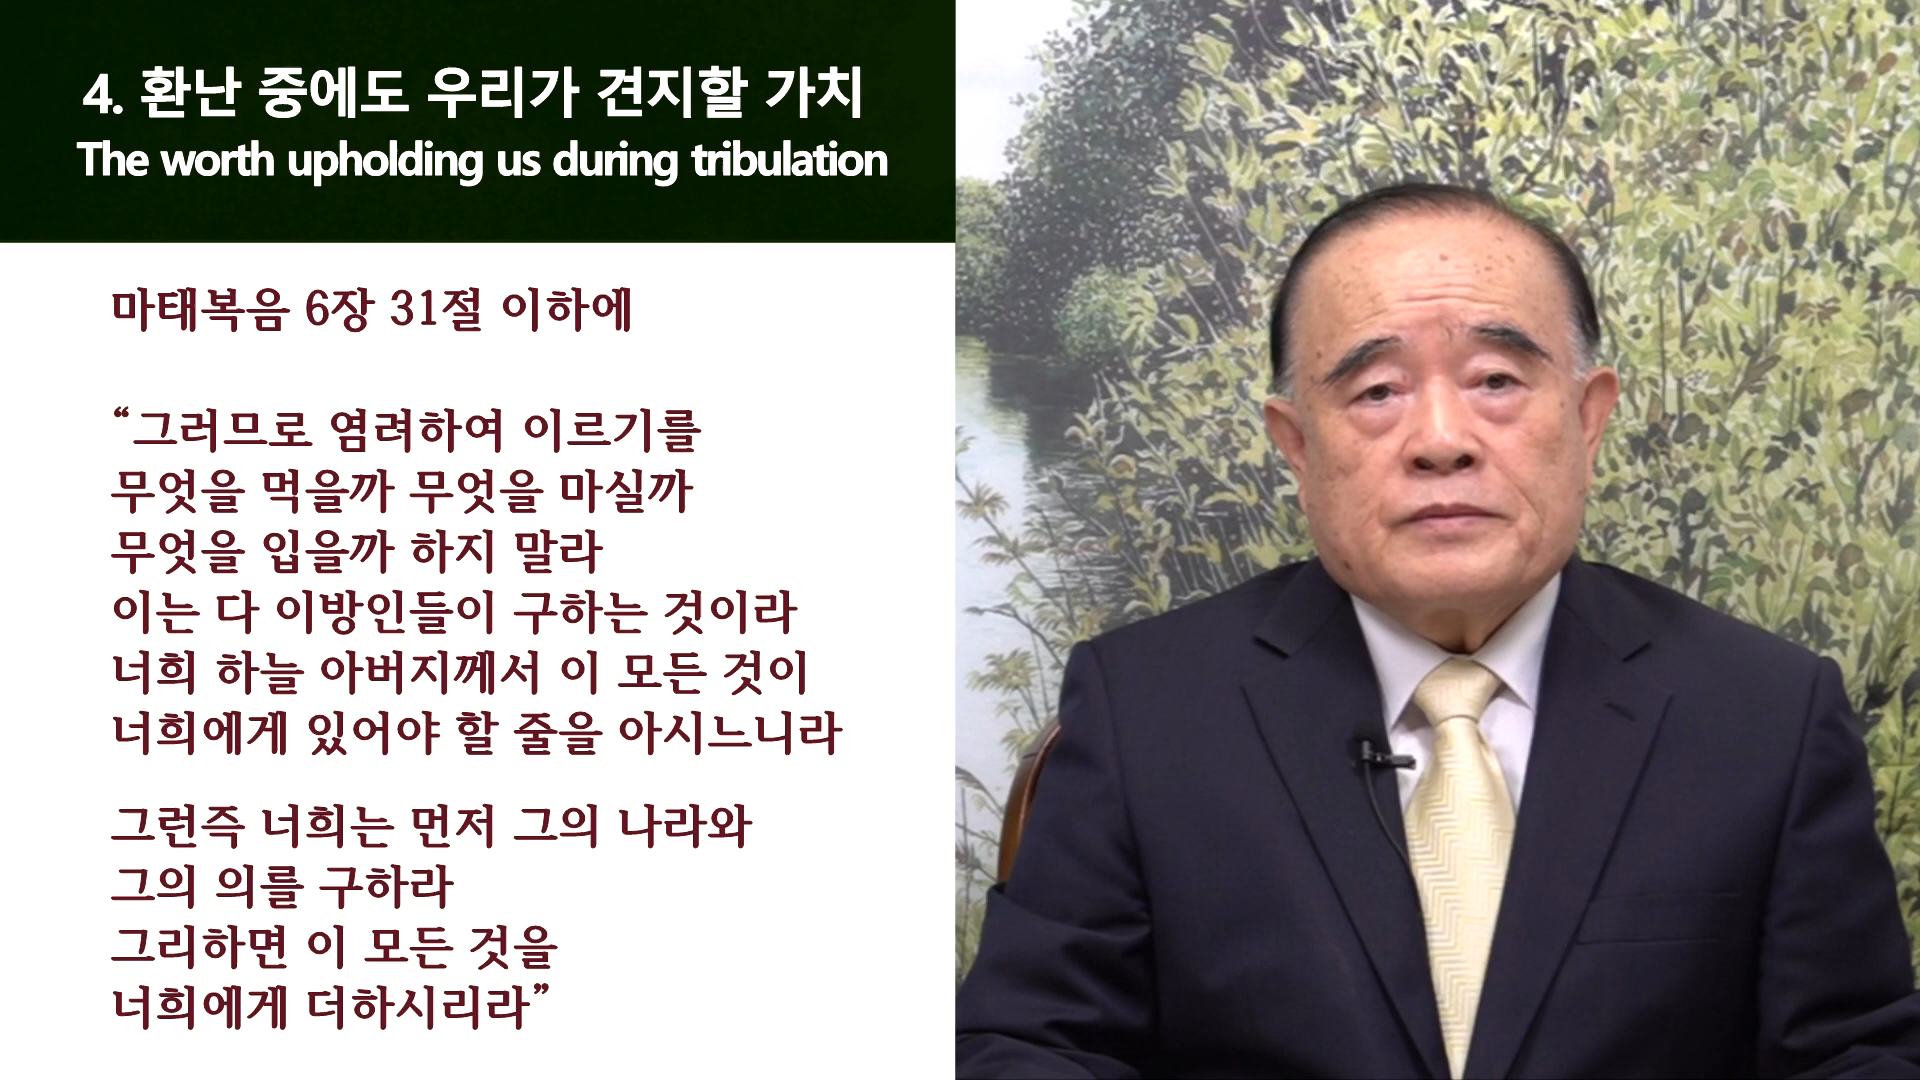 4. 환난 중에도 우리가 견지할 가치
The worth upholding us during tribulation
마태복음 6장 31절 이하에
“그러므로 염려하여 이르기를
무엇을 먹을까 무엇을 마실까
무엇을 입을까 하지 말라
이는 다 이방인들이 구하는 것이라
너희 하늘 아버지께서 이 모든 것이
너희에게 있어야 할 줄을 아시느니라
그런즉 너희는 먼저 그의 나라와
그의 의를 구하라
그리하면 이 모든 것을
너희에게 더하시리라”